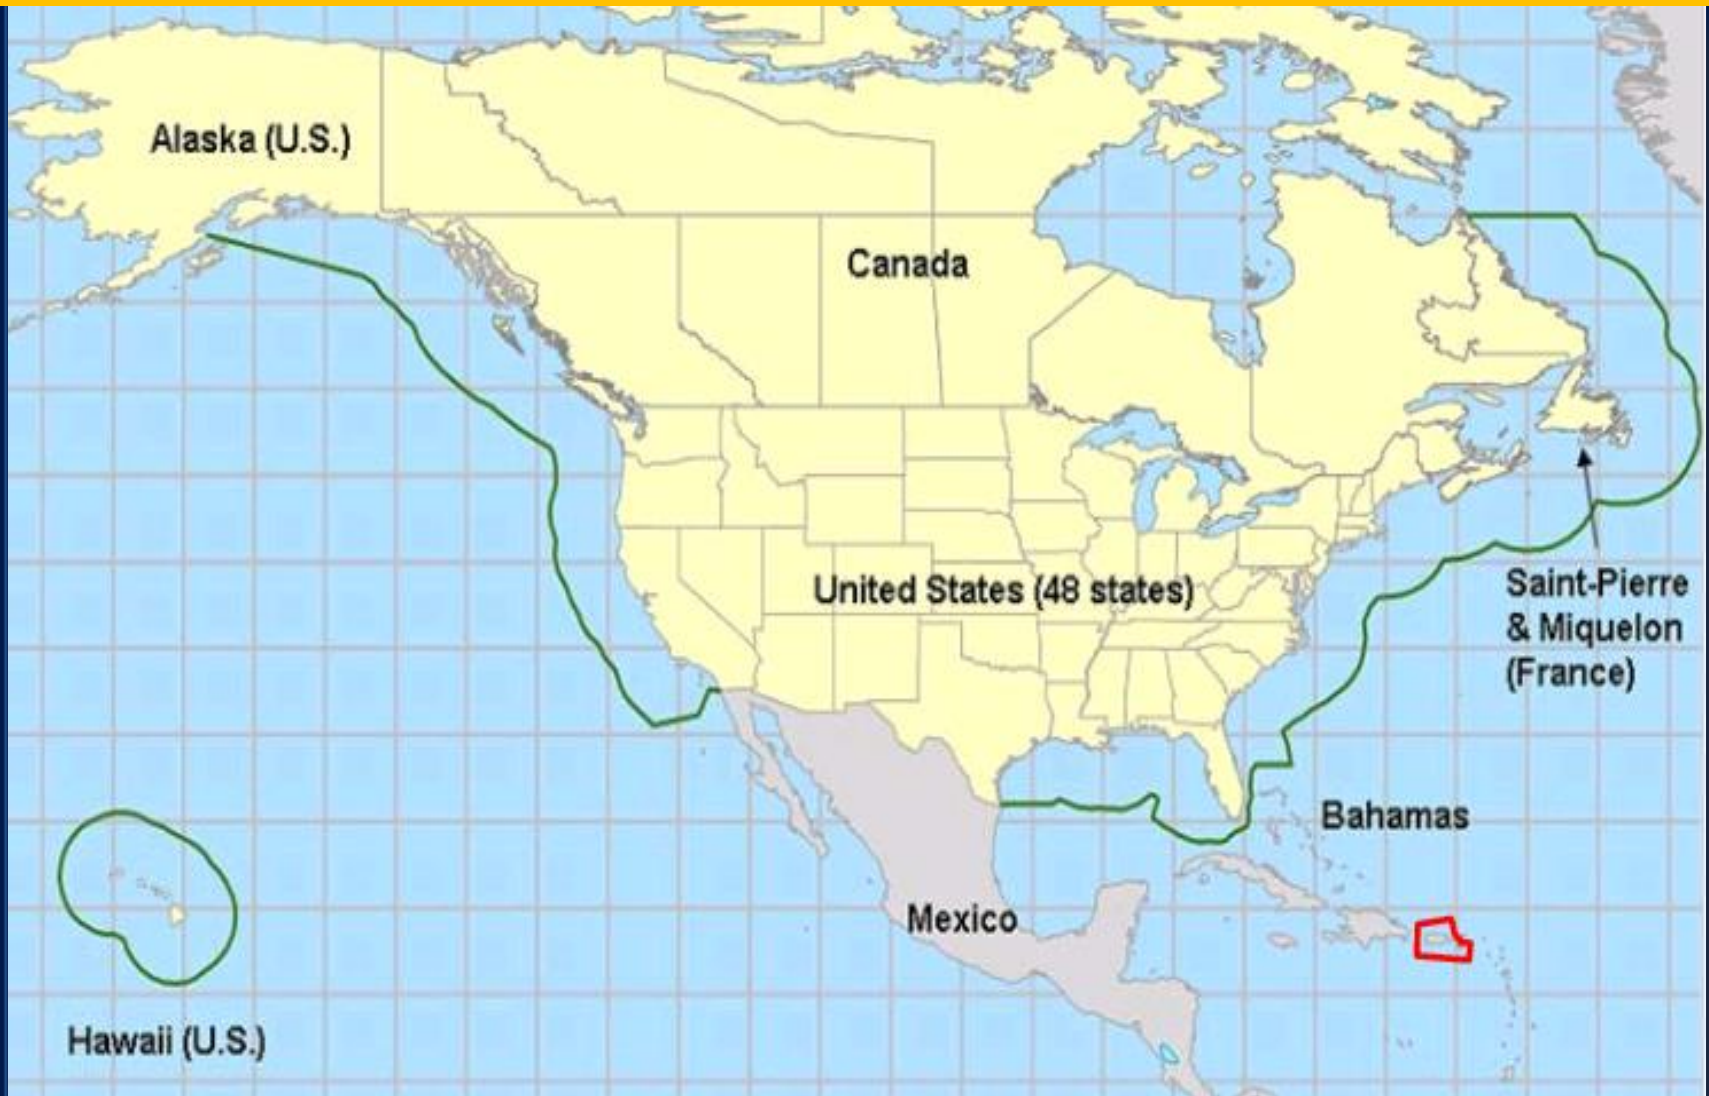 Alaska (U.S.)
Canada
United States (48 states)
Saint-Pierre
& Miquelon
(France)
Bahamas
Mexico
Hawaii (U.S.)